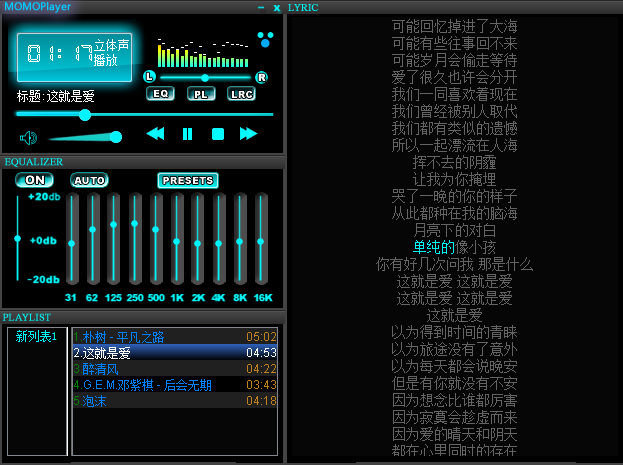 MOMOPlayer
01:17
立体声
播放
标题:这就是爱
L
R
EQ PL LRC
EQUALIZER
ON AUTO PRESETS
+20db
+0db
-20db
31 62 125 250 500 1K 2K 4K 8K 16K
PLAYLIST
新列表1
1.朴树 - 平凡之路 05:02
2.这就是爱 04:53
3.醉清风 04:22
4.G.E.M.邓紫棋 - 后会无期 03:43
5.泡沫 04:18
LYRIC
可能回忆掉进了大海
可能有些往事回不来
可能岁月会偷走等待
爱了很久也许会分开
我们一同喜欢着现在
我们曾经被别人取代
我们都有类似的遗憾
所以一起漂流在人海
挥不去的阴霾
让我为你掩埋
哭了一晚的你的样子
从此都种在我的脑海
月亮下的对白
单纯的像小孩
你有好几次问我 那是什么
这就是爱 这就是爱
这就是爱 这就是爱
这就是爱
以为得到时间的青睐
以为旅途没有了意外
以为每天都会说晚安
但是有你就没有不安
因为想念比谁都厉害
因为寂寞会趁虚而来
因为爱的晴天和阴天
都在心里同时的存在